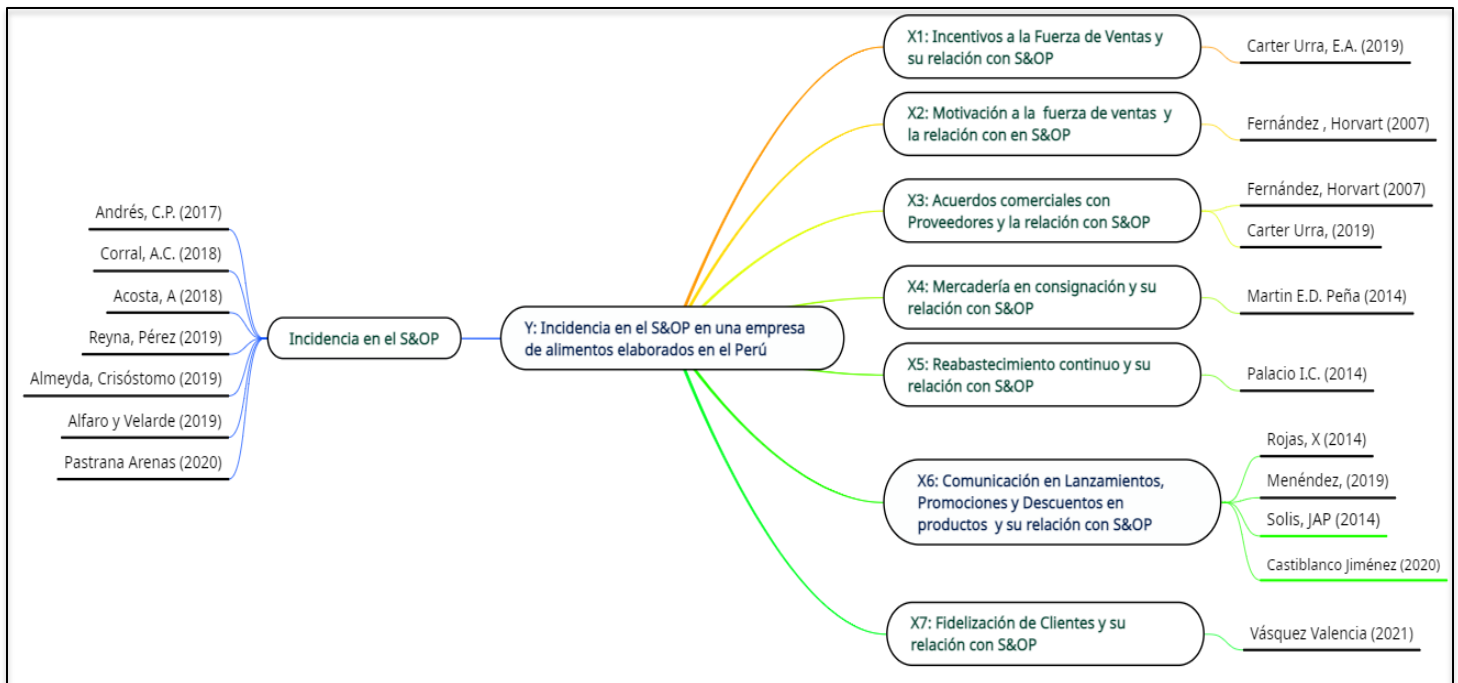 Andrés, C.P. (2017)
Corral, A.C. (2018)
Acosta, A (2018)
Reyna, Pérez (2019)
Almeyda, Crisóstomo (2019)
Alfaro y Velarde (2019)
Pastrana Arenas (2020)
Incidencia en el S&OP
Y: Incidencia en el S&OP en una empresa
de alimentos elaborados en el Perú
X1: Incentivos a la Fuerza de Ventas y
su relación con S&OP
Carter Urra, E.A. (2019)
X2: Motivación a la fuerza de ventas y
la relación con en S&OP
Fernández , Horvart (2007)
X3: Acuerdos comerciales con
Proveedores y la relación con S&OP
Fernández, Horvart (2007)
Carter Urra, (2019)
X4: Mercadería en consignación y su
relación con S&OP
Martin E.D. Peña (2014)
X5: Reabastecimiento continuo y su
relación con S&OP
Palacio I.C. (2014)
X6: Comunicación en Lanzamientos,
Promociones y Descuentos en
productos y su relación con S&OP
Rojas, X (2014)
Menéndez, (2019)
Solis, JAP (2014)
Castiblanco Jiménez (2020)
X7: Fidelización de Clientes y su
relación con S&OP
Vásquez Valencia (2021)